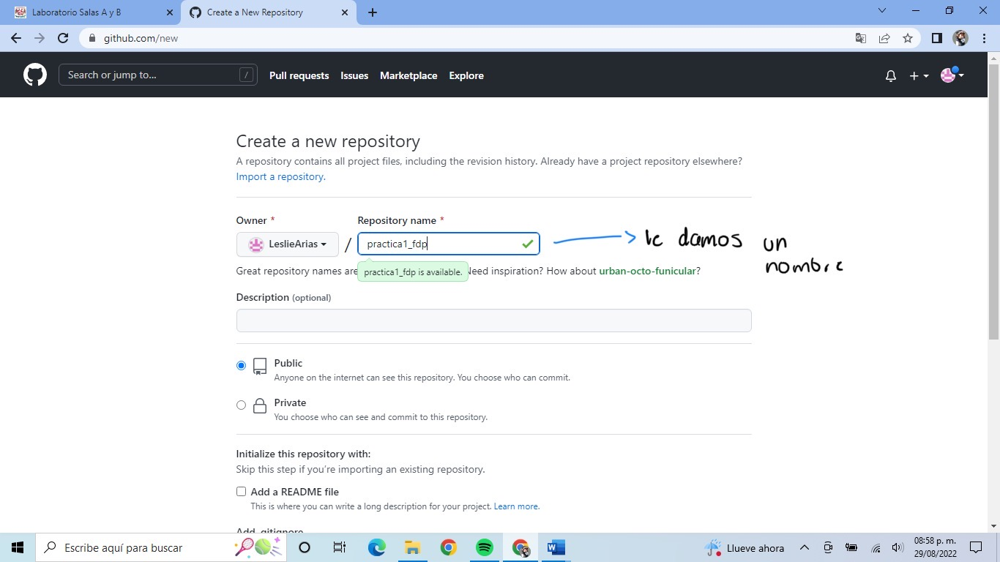 Laboratorio Salas A y B
Create a New Repository
github.com/new
Search or jump to... /
Pull requests Issues Marketplace Explore
Create a new repository
A repository contains all project files, including the revision history. Already have a project repository elsewhere?
Import a repository.
Owner *
Repository name *
LeslieArias / practica1_fdp
le damos un
nombre
Great repository names are
practica1_fdp is available.
Need inspiration? How about urban-octo-funicular?
Description (optional)
Public
Anyone on the internet can see this repository. You choose who can commit.
Private
You choose who can see and commit to this repository.
Initialize this repository with:
Skip this step if you're importing an existing repository.
Add a README file
This is where you can write a long description for your project. Learn more.
Add .gitignore
Escribe aquí para buscar
Llueve ahora
08:58 p. m.
29/08/2022